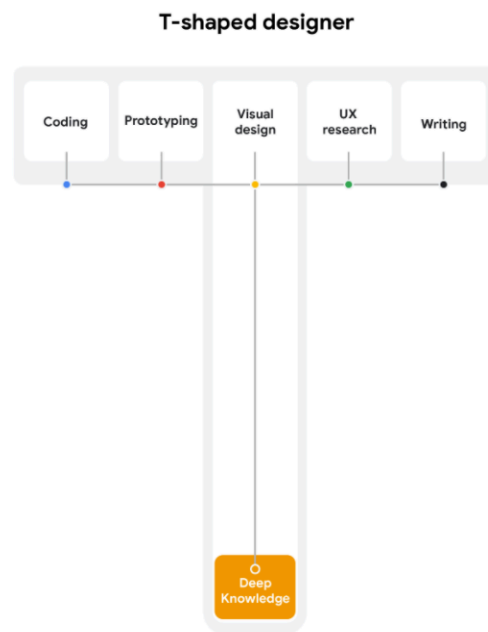 T-shaped designer
Coding
Prototyping
Visual
design
UX
research
Writing
Deep
Knowledge